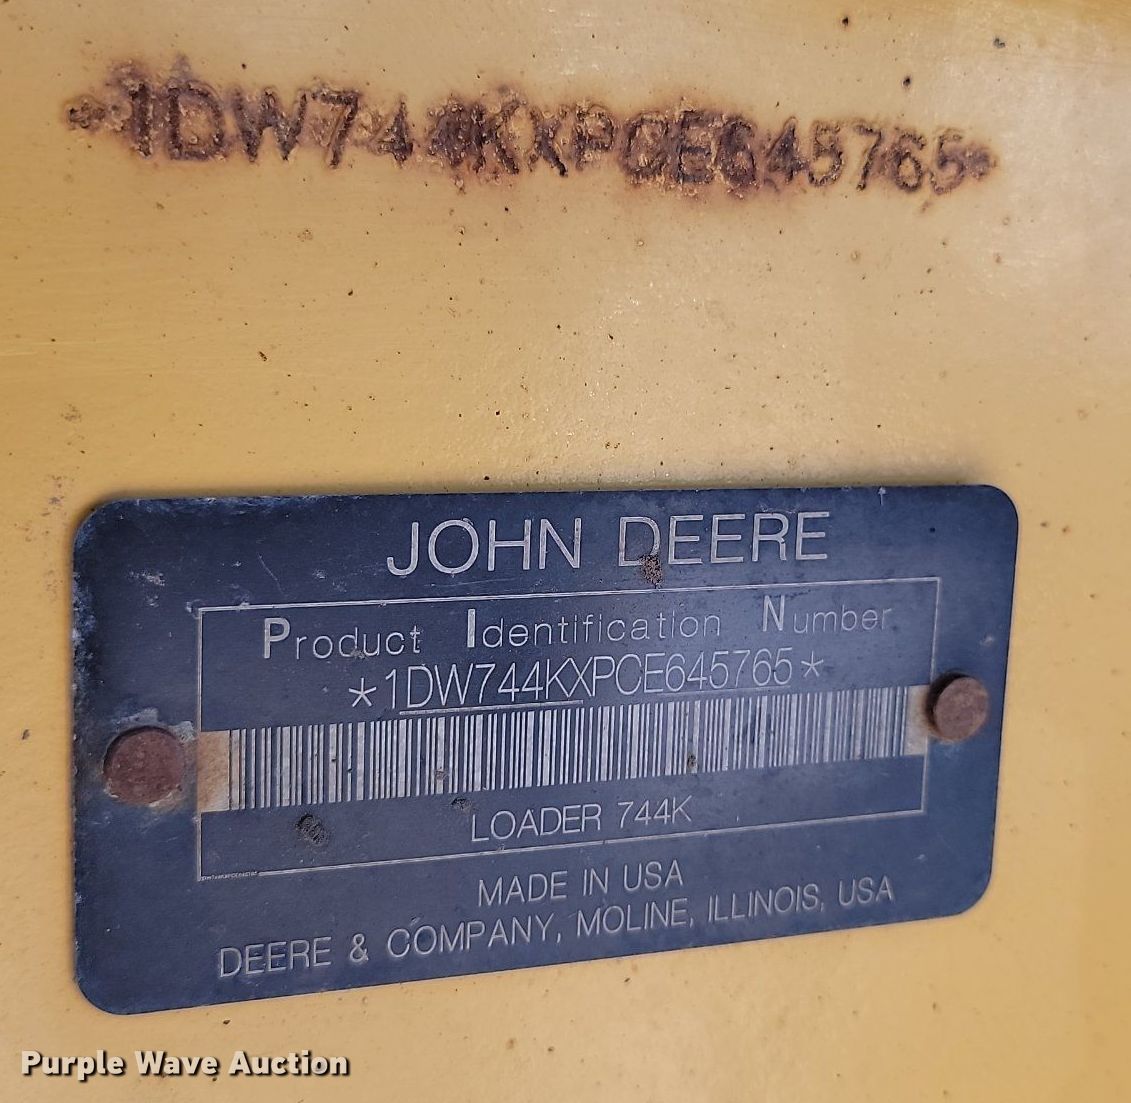 *1DW744KXPCE645765*
JOHN DEERE
Product Identification Number
*1DW744KXPCE645765*
LOADER 744K
MADE IN USA
DEERE & COMPANY, MOLINE, ILLINOIS, USA
Purple Wave Auction